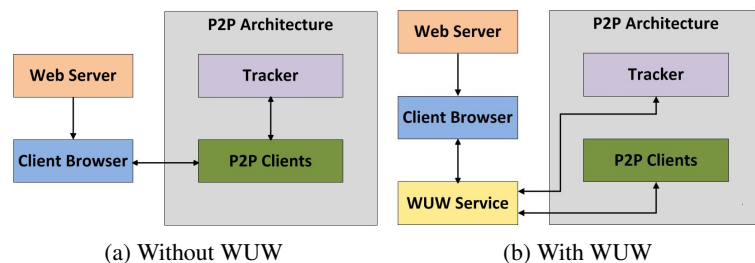 P2P Architecture
Web Server
Tracker
Client Browser
P2P Clients
(a) Without WUW
P2P Architecture
Web Server
Tracker
Client Browser
P2P Clients
WUW Service
(b) With WUW